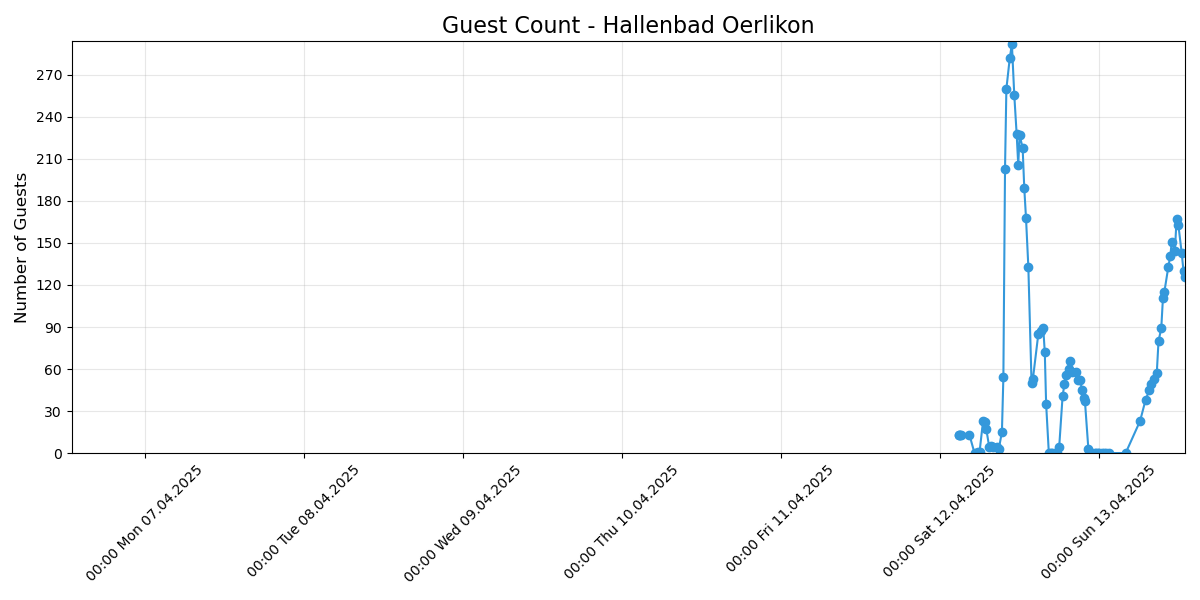 Guest Count - Hallenbad Oerlikon
Number of Guests
270
240
210
180
150
120
90
60
30
0
00:00 Mon 07.04.2025
00:00 Tue 08.04.2025
00:00 Wed 09.04.2025
00:00 Thu 10.04.2025
00:00 Fri 11.04.2025
00:00 Sat 12.04.2025
00:00 Sun 13.04.2025